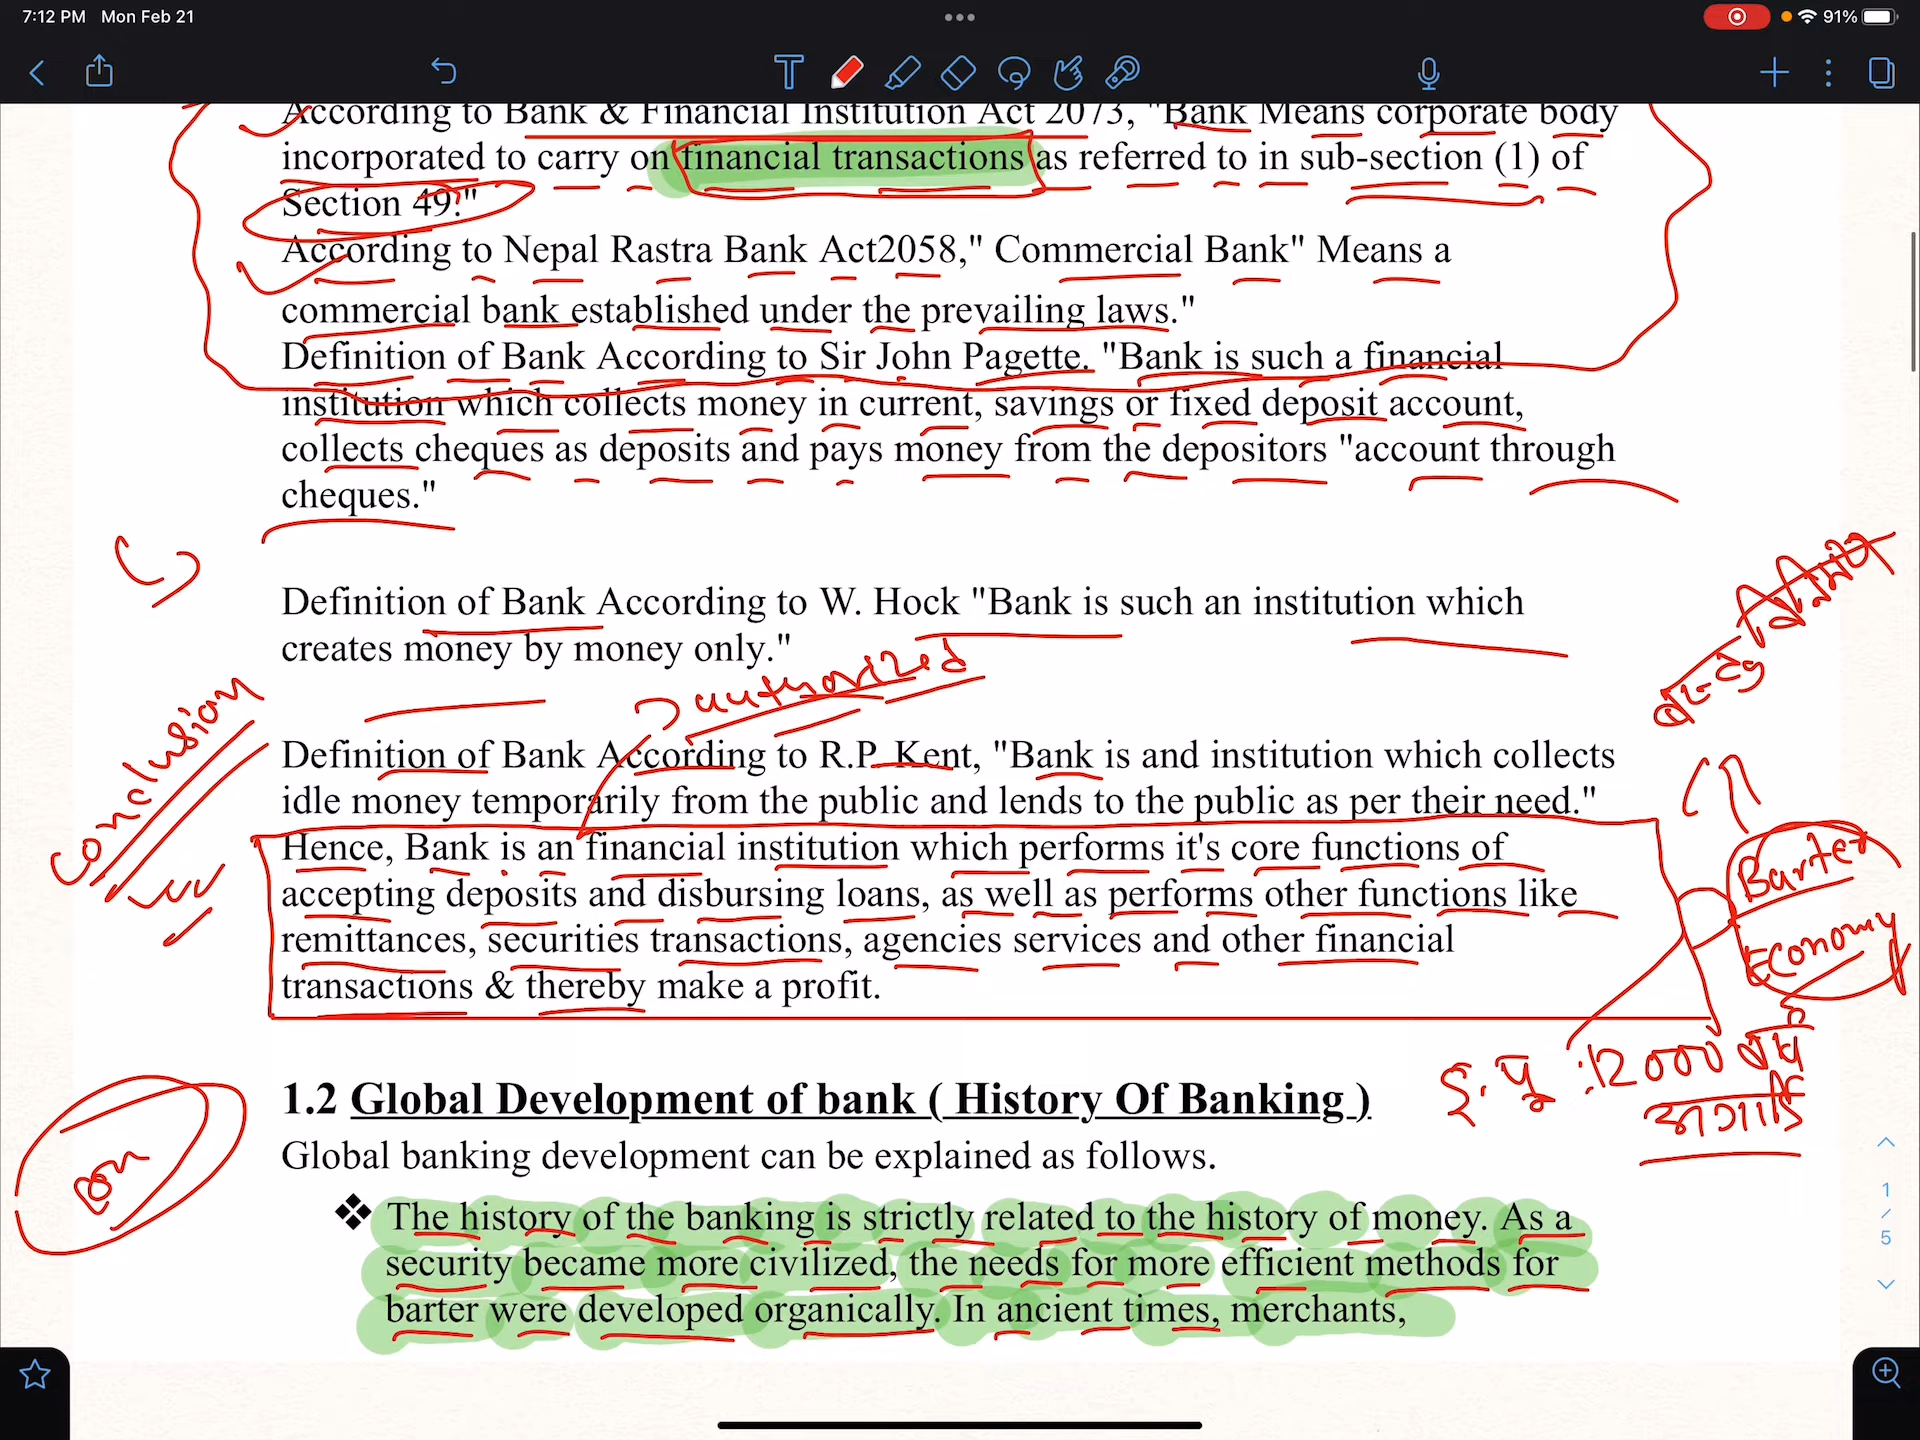 7:12 PM Mon Feb 21
91%
According to Bank & Financial Institution Act 2073, "Bank Means corporate body
incorporated to carry on financial transactions as referred to in sub-section (1) of
Section 49."
According to Nepal Rastra Bank Act2058," Commercial Bank" Means a
commercial bank established under the prevailing laws."
Definition of Bank According to Sir John Pagette. "Bank is such a financial
institution which collects money in current, savings or fixed deposit account,
collects cheques as deposits and pays money from the depositors "account through
cheques."
Definition of Bank According to W. Hock "Bank is such an institution which
creates money by money only."
authorized
Conclusion
Definition of Bank According to R.P. Kent, "Bank is and institution which collects
idle money temporarily from the public and lends to the public as per their need."
Hence, Bank is an financial institution which performs it's core functions of
accepting deposits and disbursing loans, as well as performs other functions like
remittances, securities transactions, agencies services and other financial
transactions & thereby make a profit.
Barter
Economy
ई.पू :12000 वर्ष
अगाडि
1.2 Global Development of bank ( History Of Banking )
Global banking development can be explained as follows.
❖ The history of the banking is strictly related to the history of money. As a
security became more civilized, the needs for more efficient methods for
barter were developed organically. In ancient times, merchants,
1
/
5